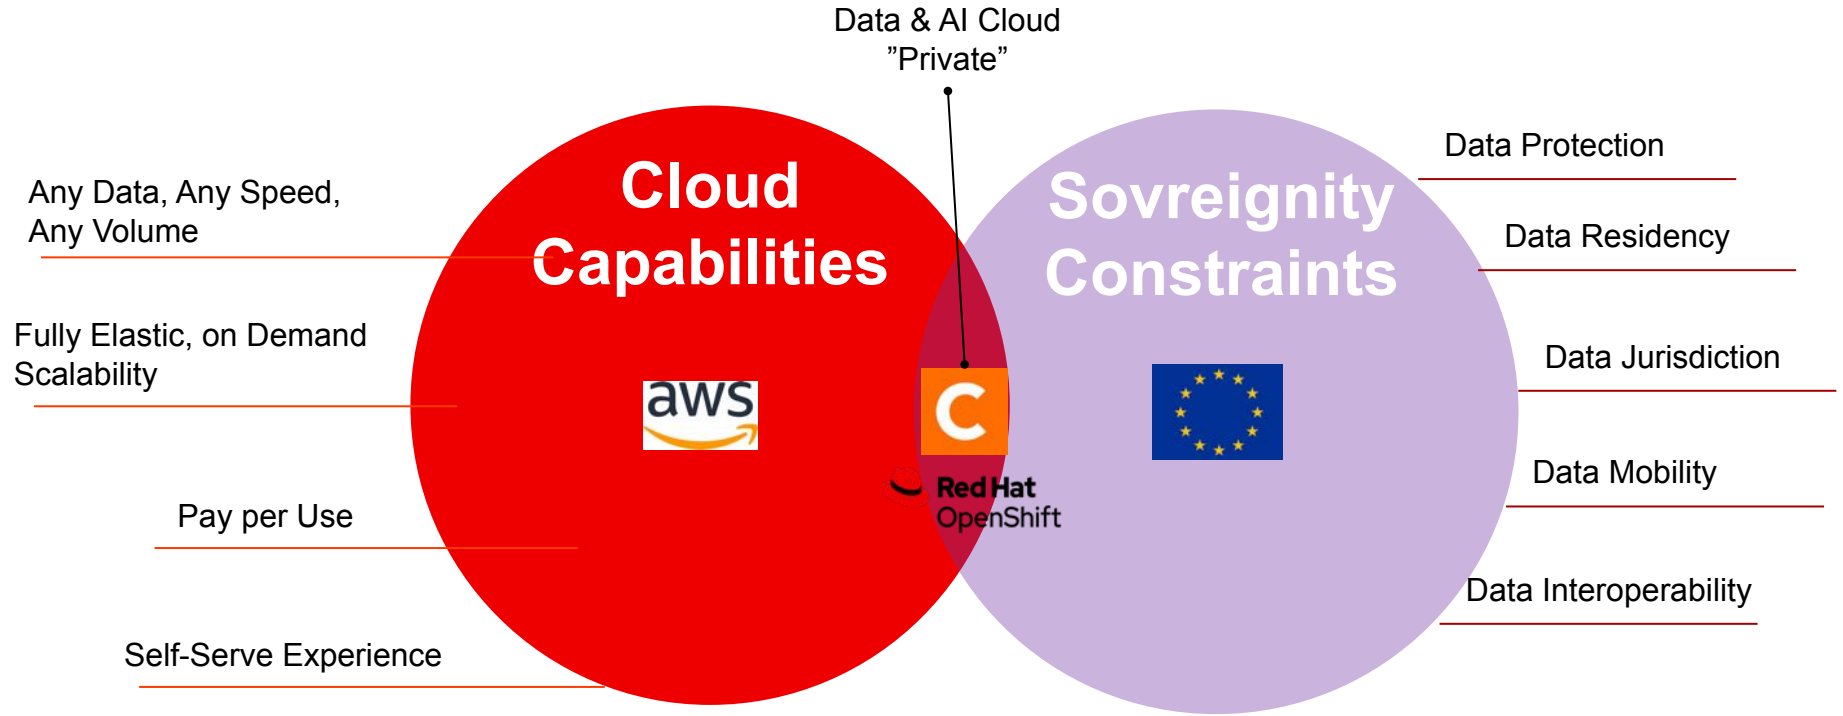 Data & AI Cloud
”Private”
Cloud
Capabilities
Sovreignity
Constraints
Any Data, Any Speed,
Any Volume
Fully Elastic, on Demand
Scalability
Pay per Use
Self-Serve Experience
aws
C
Red Hat
OpenShift
Data Protection
Data Residency
Data Jurisdiction
Data Mobility
Data Interoperability